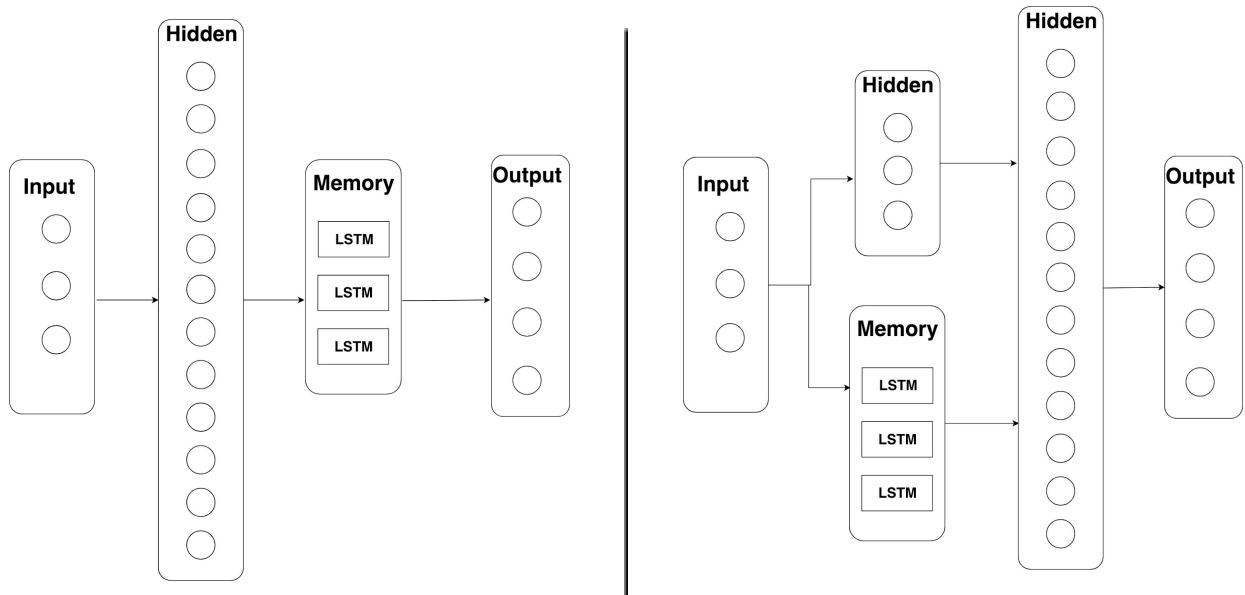 Hidden
Input
Memory
LSTM
LSTM
LSTM
Output
Hidden
Hidden
Input
Memory
LSTM
LSTM
LSTM
Output